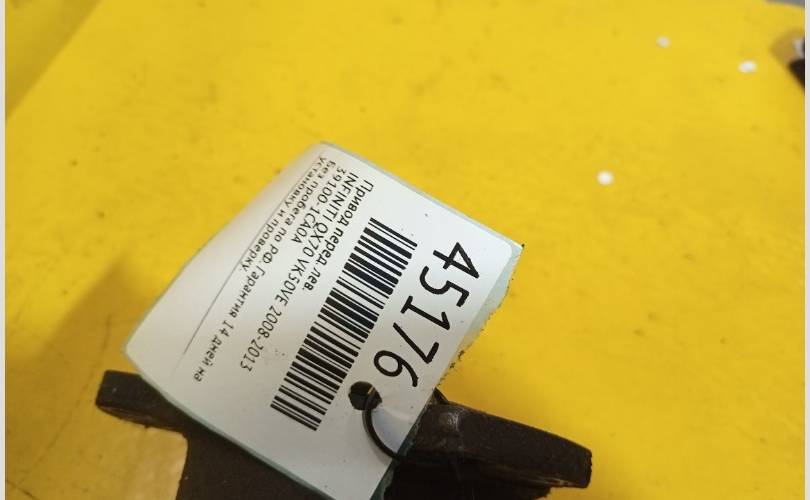 45176
Привод перед.лев.
INFINITI QX70 VK50VE 2008-2013
39100-1CA0A
Без пробега по РФ. Гарантия 14 дней на
установку и проверку.